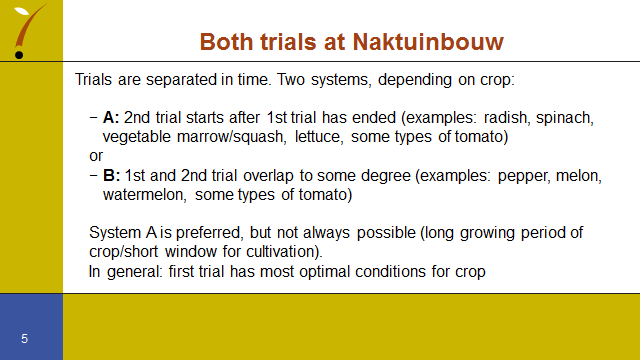 Both trials at Naktuinbouw
Trials are separated in time. Two systems, depending on crop:
− A: 2nd trial starts after 1st trial has ended (examples: radish, spinach,
vegetable marrow/squash, lettuce, some types of tomato)
or
− B: 1st and 2nd trial overlap to some degree (examples: pepper, melon,
watermelon, some types of tomato)
System A is preferred, but not always possible (long growing period of
crop/short window for cultivation).
In general: first trial has most optimal conditions for crop
5